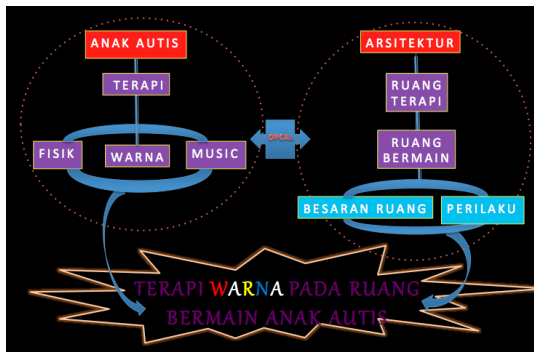 ANAK AUTIS
TERAPI
FISIK
WARNA
MUSIC
ARSITEKTUR
RUANG
TERAPI
RUANG
BERMAIN
BESARAN RUANG
PERILAKU
TERAPI WARNA PADA RUANG
BERMAIN ANAK AUTIS